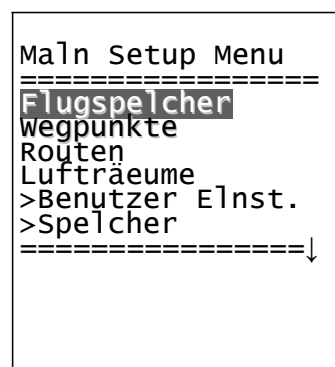 Maln Setup Menu
=================
Flugspelcher
Wegpunkte
Routen
Lufträeume
>Benutzer Elnst.
>Spelcher
================↓